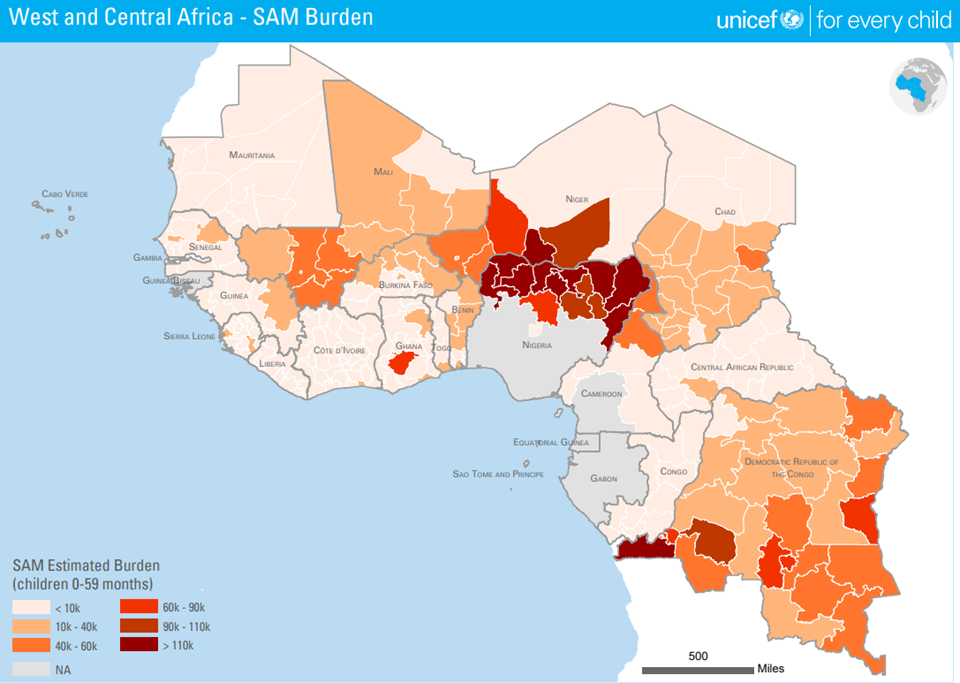 West and Central Africa - SAM Burden
unicef for every child
MAURITANIA
MALI
NIGER
CHAD
CABO VERDE
SENEGAL
GAMBIA
GUINEA BISSAU
GUINEA
BURKINA FASO
BENIN
SIERRA LEONE
LIBERIA
CÔTE D'IVOIRE
GHANA
TOGO
NIGERIA
CENTRAL AFRICAN REPUBLIC
CAMEROON
EQUATORIAL GUINEA
SAO TOME AND PRINCIPE
GABON
CONGO
DEMOCRATIC REPUBLIC OF
THE CONGO
SAM Estimated Burden
(children 0-59 months)
< 10k
10k - 40k
40k - 60k
NA
60k - 90k
90k - 110k
> 110k
500
Miles